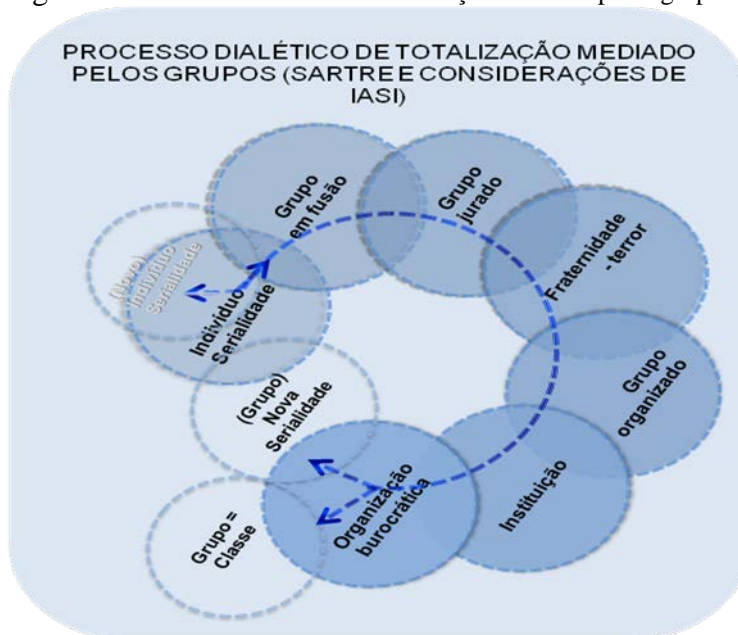 PROCESSO DIALÉTICO DE TOTALIZAÇÃO MEDIADO
PELOS GRUPOS (SARTRE E CONSIDERAÇÕES DE
IASI)
Grupo
em fusão
Grupo
jurado
Fraternidade
- terror
Grupo
organizado
Instituição
Organização
burocrática
Grupo =
Classe
(Grupo)
Nova
Serialidade
Indivíduo
Serialidade
(Novo)
Indivíduo
Serialidade